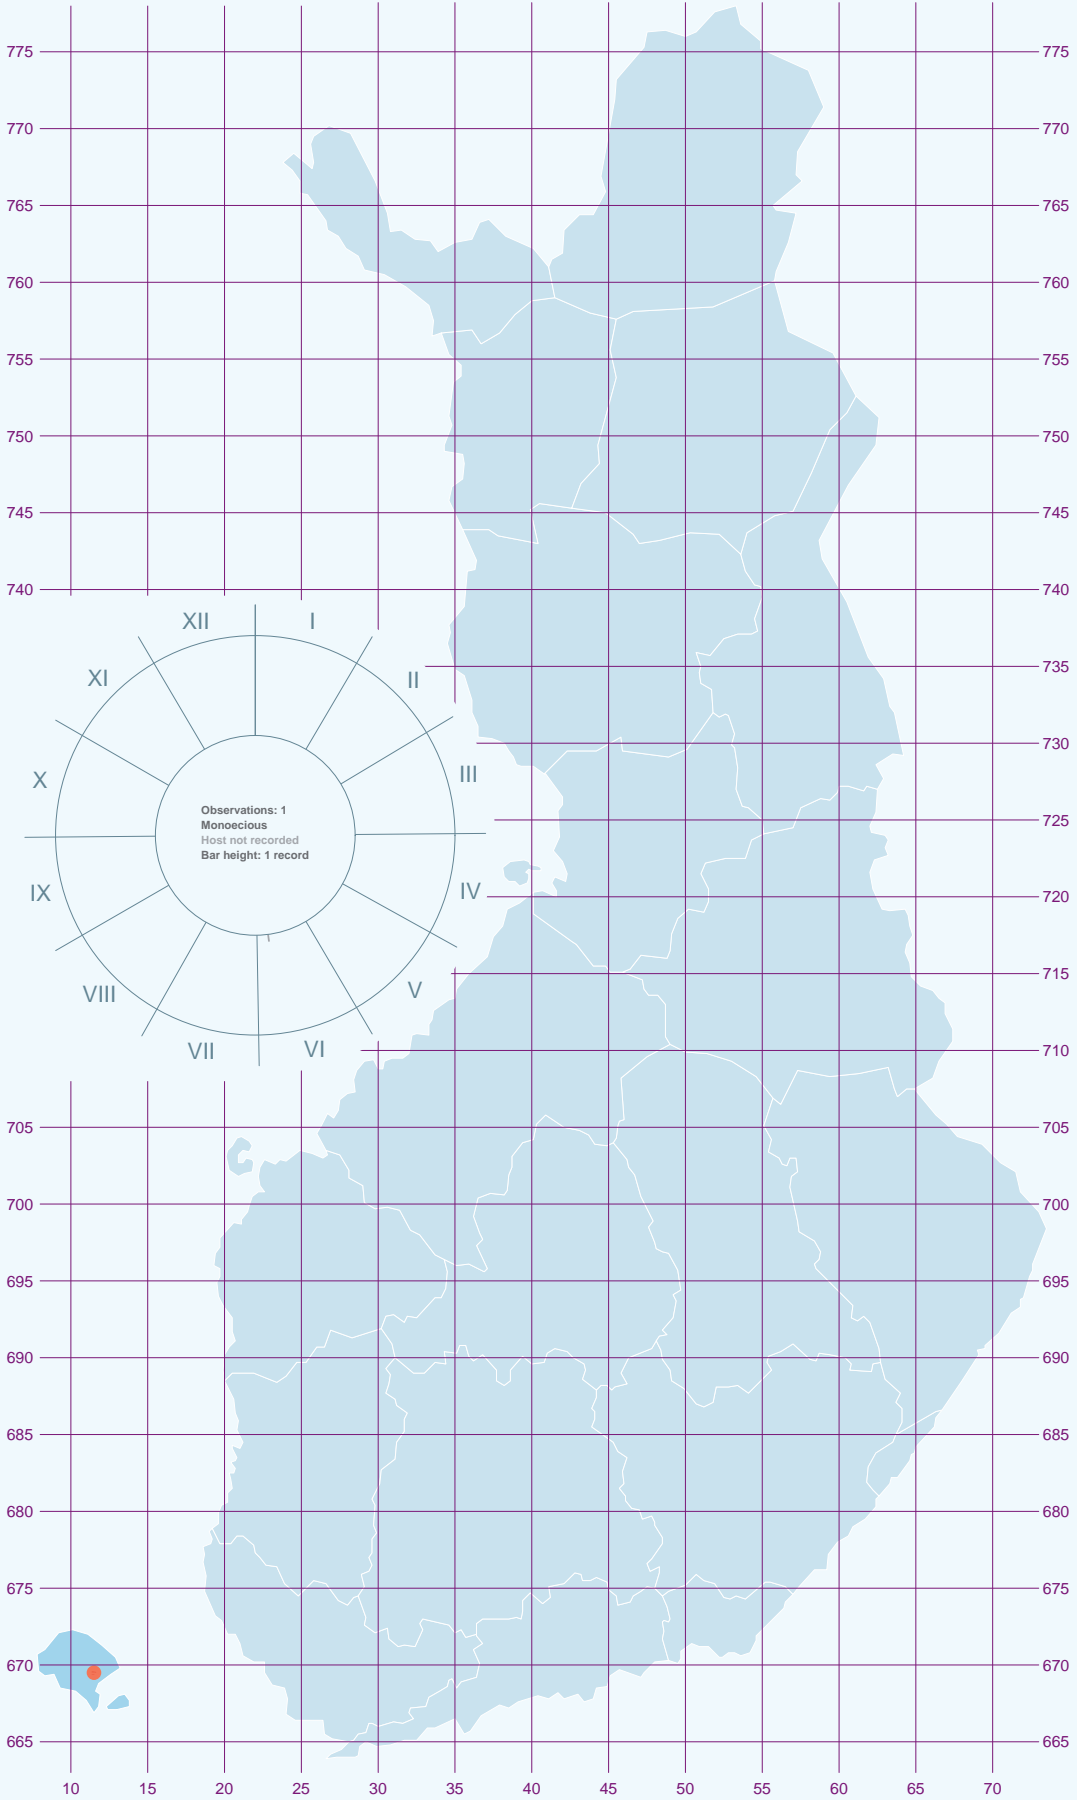 775 775
770 770
765 765
760 760
755 755
750 750
745 745
740 740
XII I
XI II
735
730
X III
Observations: 1
Monoecious
Host not recorded
Bar height: 1 record
725
IX IV
720
VIII V
715
VII VI
710
705 705
700 700
695 695
690 690
685 685
680 680
675 675
670 670
665 665
10 15 20 25 30 35 40 45 50 55 60 65 70